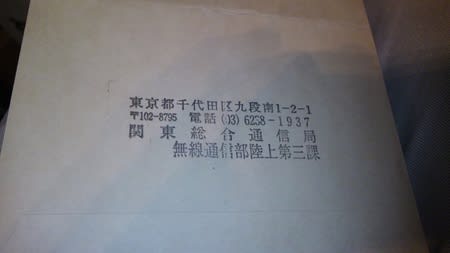 東京都千代田区九段南1-2-1
〒102-8795 電話 (03) 6238-1937
関東総合通信局
無線通信部陸上第三課